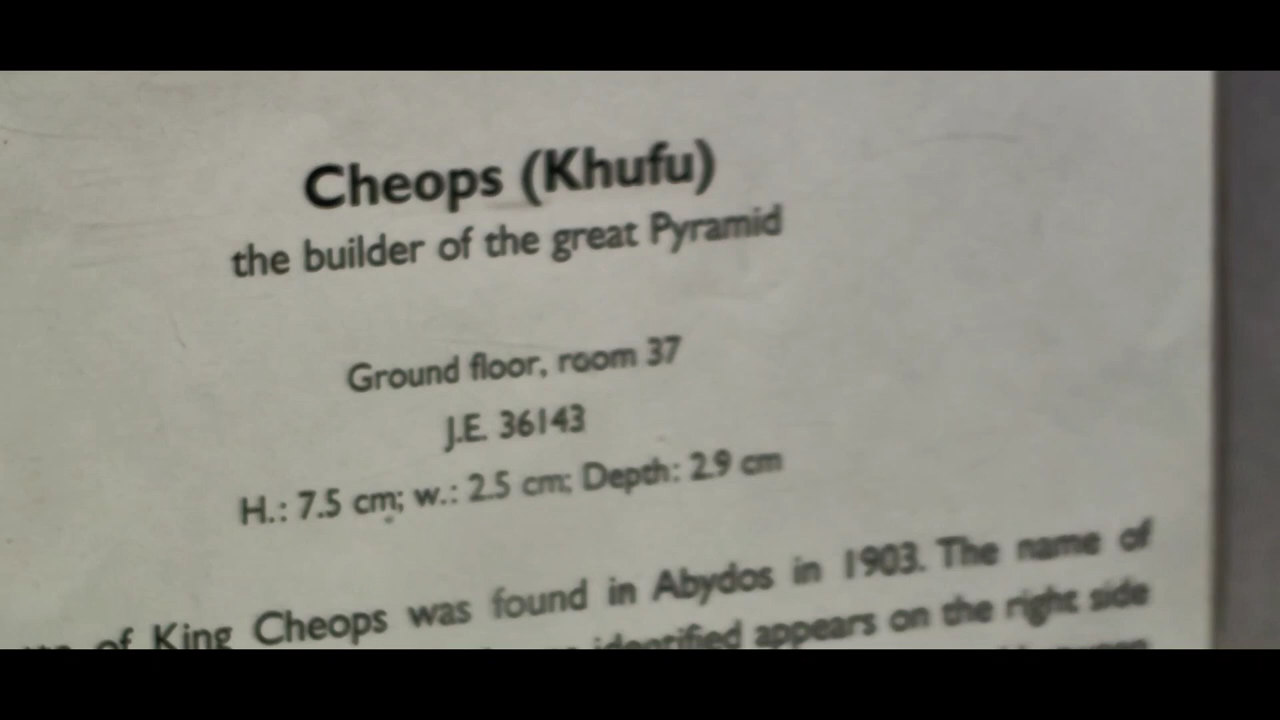 Cheops (Khufu)
the builder of the great Pyramid
Ground floor, room 37
J.E. 36143
H.: 7.5 cm; w.: 2.5 cm; Depth: 2.9 cm
of King Cheops was found in Abydos in 1903. The name of
identified appears on the right side